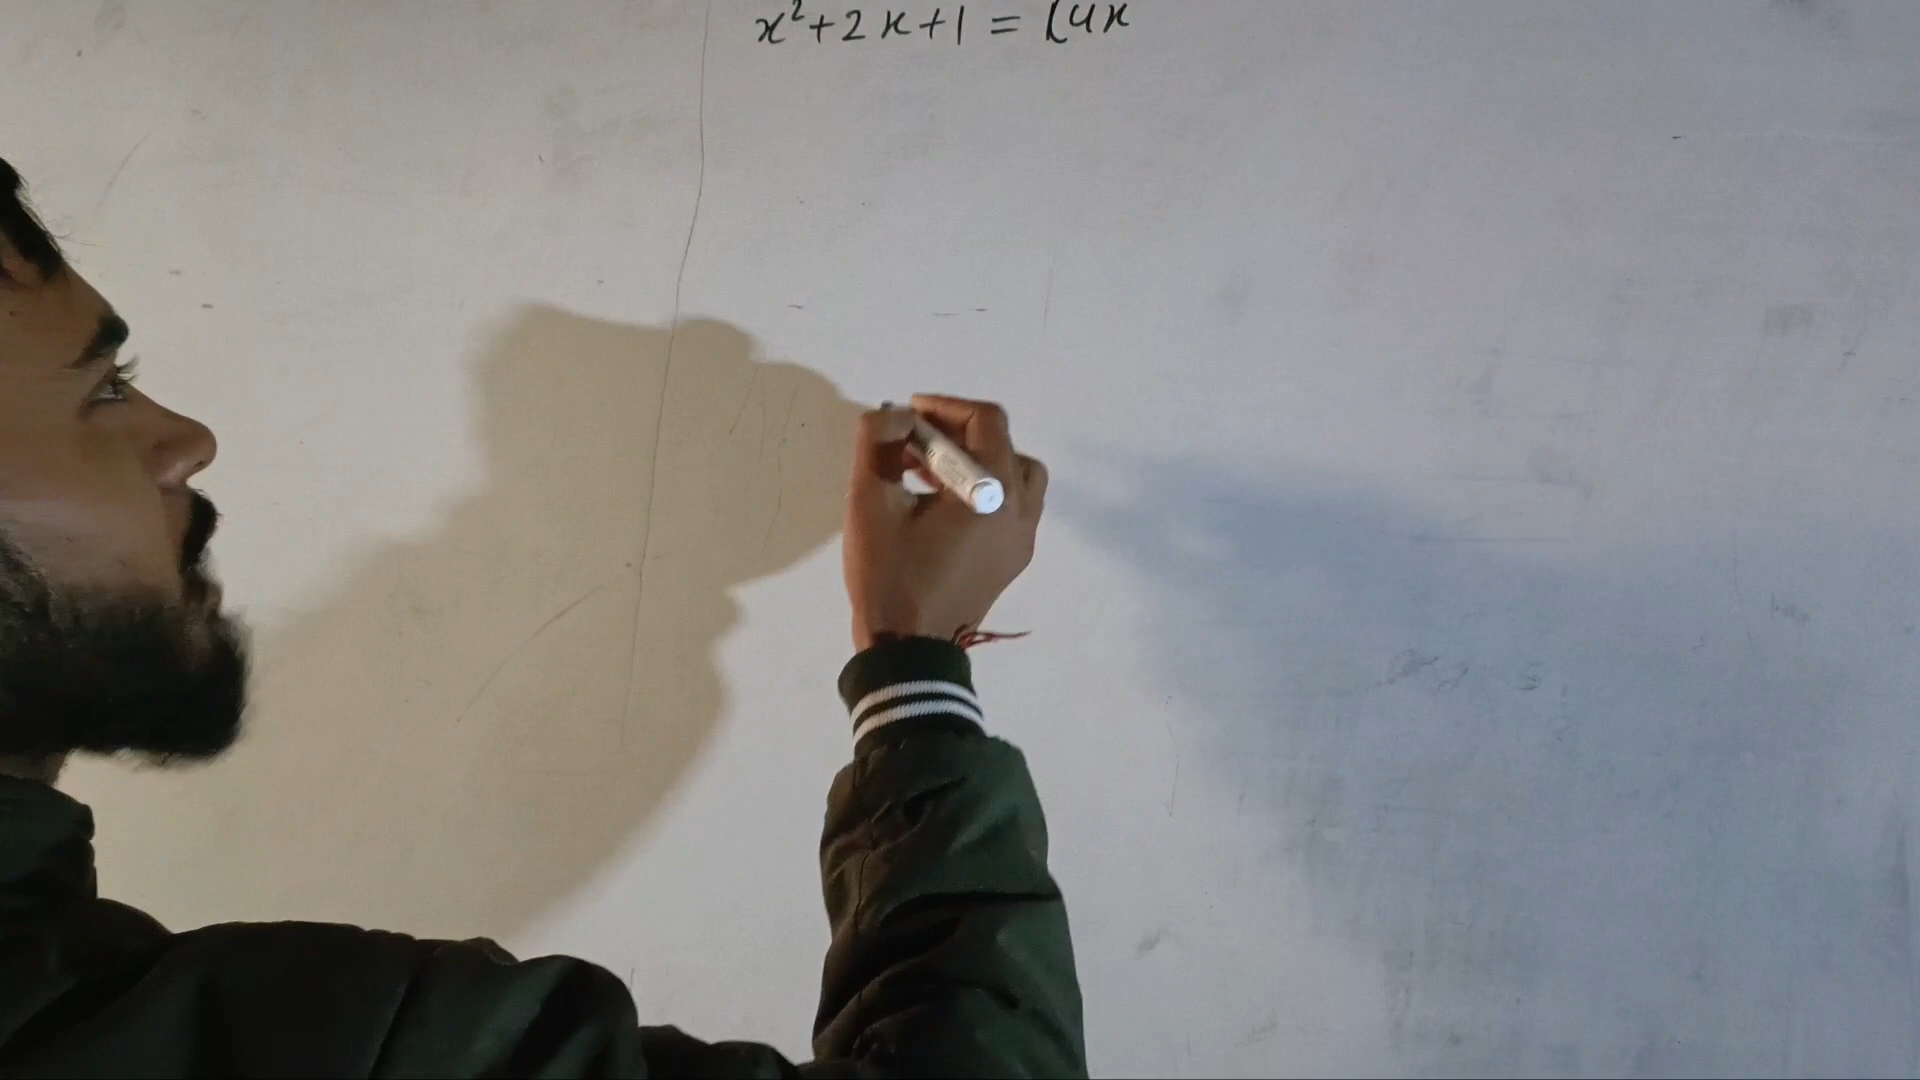 x²+2x+1 = (4x